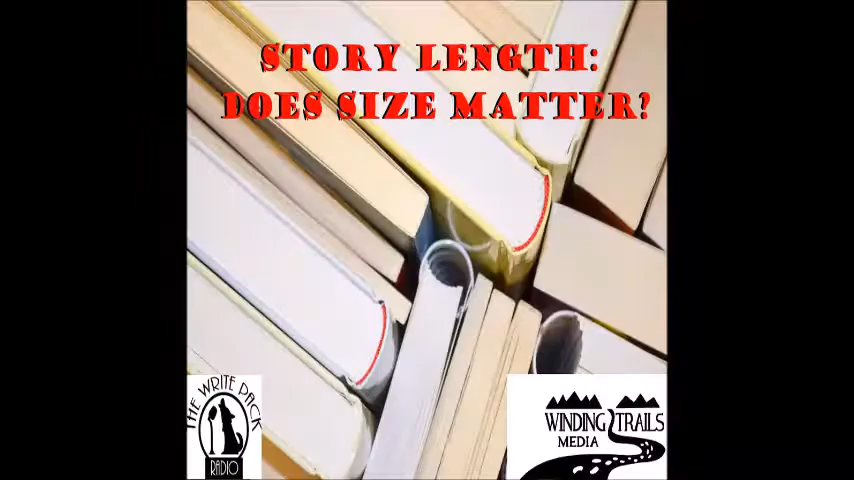 STORY LENGTH:
DOES SIZE MATTER?
THE WRITE PACK
RADIO
WINDING TRAILS
MEDIA